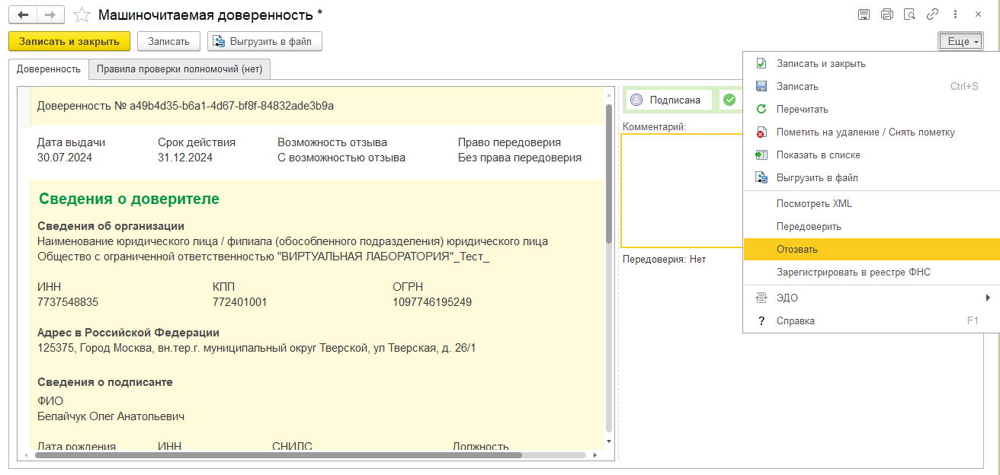 Машиночитаемая доверенность *
Записать и закрыть
Записать
Выгрузить в файл
Еще
Доверенность
Правила проверки полномочий (нет)
Доверенность № a49b4d35-b6a1-4d67-bf8f-84832ade3b9a
Дата выдачи Срок действия Возможность отзыва Право передоверия
30.07.2024 31.12.2024 С возможностью отзыва Без права передоверия
Сведения о доверителе
Сведения об организации
Наименование юридического лица / филиала (обособленного подразделения) юридического лица
Общество с ограниченной ответственностью "ВИРТУАЛЬНАЯ ЛАБОРАТОРИЯ"_Тест_
ИНН КПП ОГРН
7737548835 772401001 1097746195249
Адрес в Российской Федерации
125375, Город Москва, вн.тер.г. муниципальный округ Тверской, ул Тверская, д. 26/1
Сведения о подписанте
ФИО
Белайчук Олег Анатольевич
Дата рождения ИНН СНИЛС Должность
Подписана
Комментарий:
Передоверия: Нет
Записать и закрыть
Записать Ctrl+S
Перечитать
Пометить на удаление / Снять пометку
Показать в списке
Выгрузить в файл
Посмотреть XML
Передоверить
Отозвать
Зарегистрировать в реестре ФНС
ЭДО
Справка F1